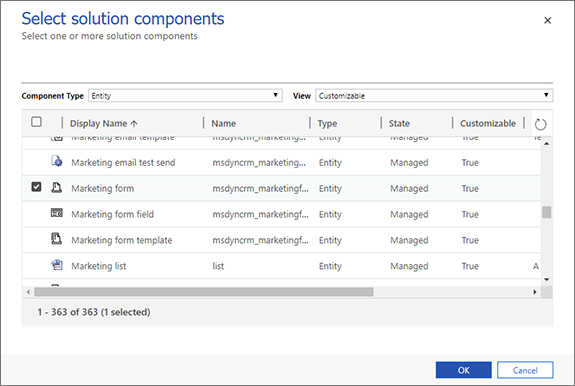 Select solution components
Select one or more solution components
Component Type Entity View Customizable
Display Name Name Type State Customizable
Marketing email template msdyncrm_marketing... Entity Managed True
Marketing email test send msdyncrm_marketing... Entity Managed True
Marketing form msdyncrm_marketingf... Entity Managed True
Marketing form field msdyncrm_marketingf... Entity Managed True
Marketing form template msdyncrm_marketingf... Entity Managed True
Marketing list list Entity Managed True A
1 - 363 of 363 (1 selected)
OK Cancel